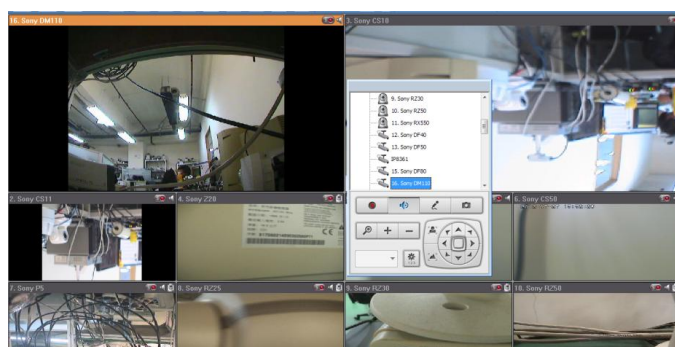 16. Sony DM110
3. Sony CS10
9. Sony RZ30
10. Sony RZ50
11. Sony RX550
12. Sony DF40
13. Sony DF50
IP8361
15. Sony DF80
16. Sony DM110
2. Sony CS11
4. Sony Z20
6. Sony CS50
7. Sony P5
8. Sony RZ25
9. Sony RZ30
10. Sony RZ50